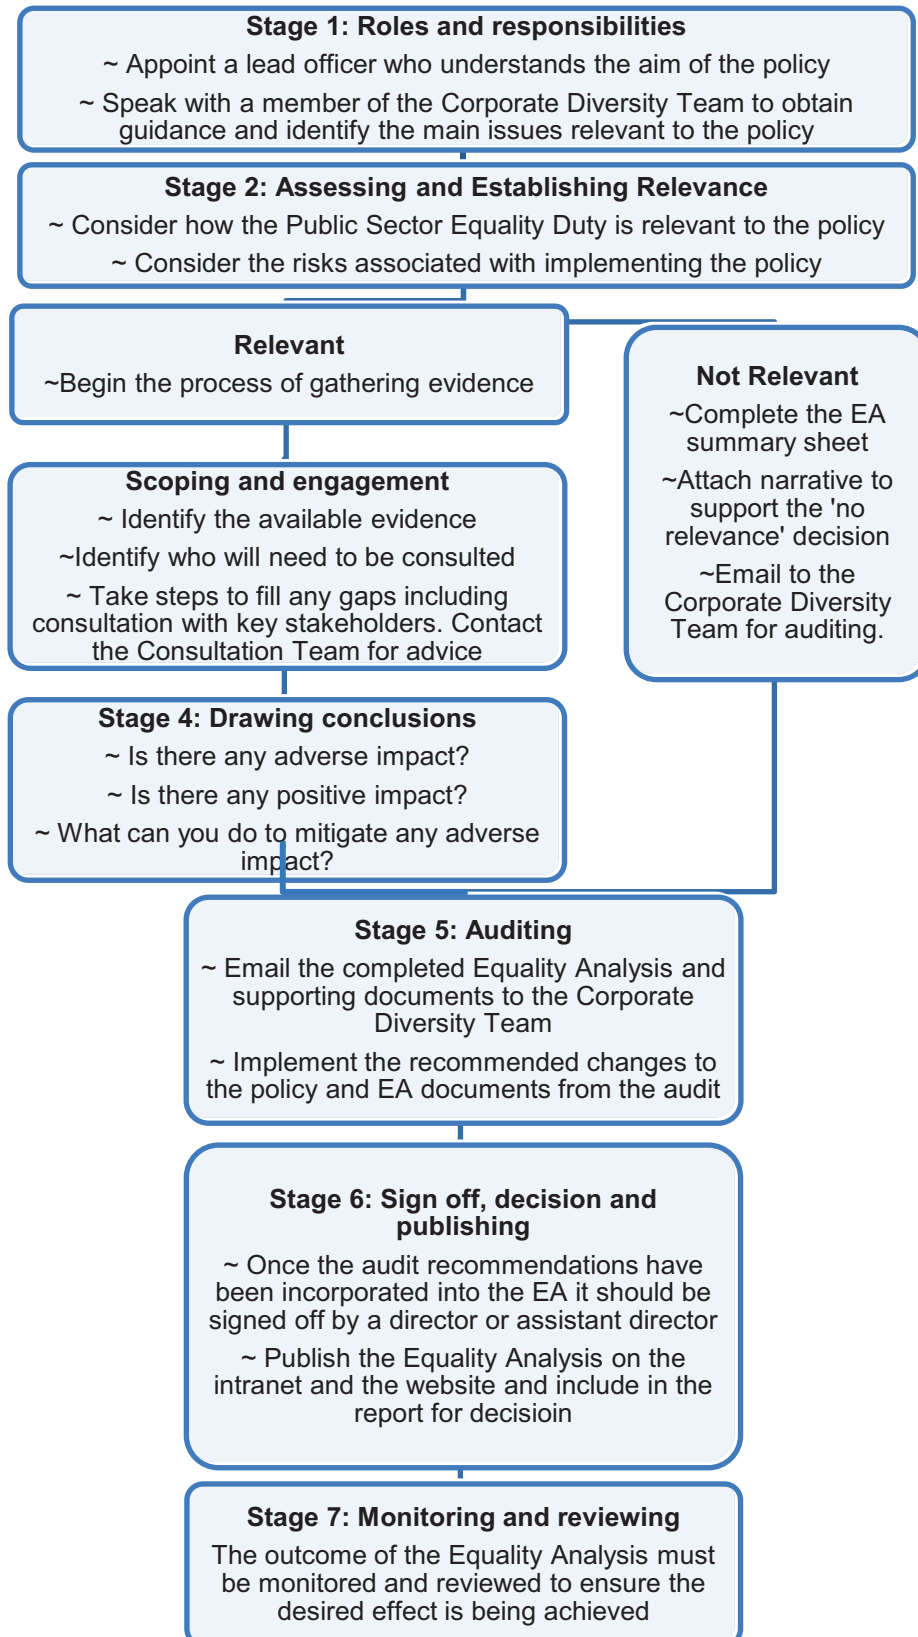 Stage 1: Roles and responsibilities
~ Appoint a lead officer who understands the aim of the policy
~ Speak with a member of the Corporate Diversity Team to obtain
guidance and identify the main issues relevant to the policy
Stage 2: Assessing and Establishing Relevance
~ Consider how the Public Sector Equality Duty is relevant to the policy
~ Consider the risks associated with implementing the policy
Relevant
~Begin the process of gathering evidence
Not Relevant
~Complete the EA
summary sheet
~Attach narrative to
support the 'no
relevance' decision
~Email to the
Corporate Diversity
Team for auditing.
Scoping and engagement
~ Identify the available evidence
~Identify who will need to be consulted
~ Take steps to fill any gaps including
consultation with key stakeholders. Contact
the Consultation Team for advice
Stage 4: Drawing conclusions
~ Is there any adverse impact?
~ Is there any positive impact?
~ What can you do to mitigate any adverse
impact?
Stage 5: Auditing
~ Email the completed Equality Analysis and
supporting documents to the Corporate
Diversity Team
~ Implement the recommended changes to
the policy and EA documents from the audit
Stage 6: Sign off, decision and
publishing
~ Once the audit recommendations have
been incorporated into the EA it should be
signed off by a director or assistant director
~ Publish the Equality Analysis on the
intranet and the website and include in the
report for decisioin
Stage 7: Monitoring and reviewing
The outcome of the Equality Analysis must
be monitored and reviewed to ensure the
desired effect is being achieved